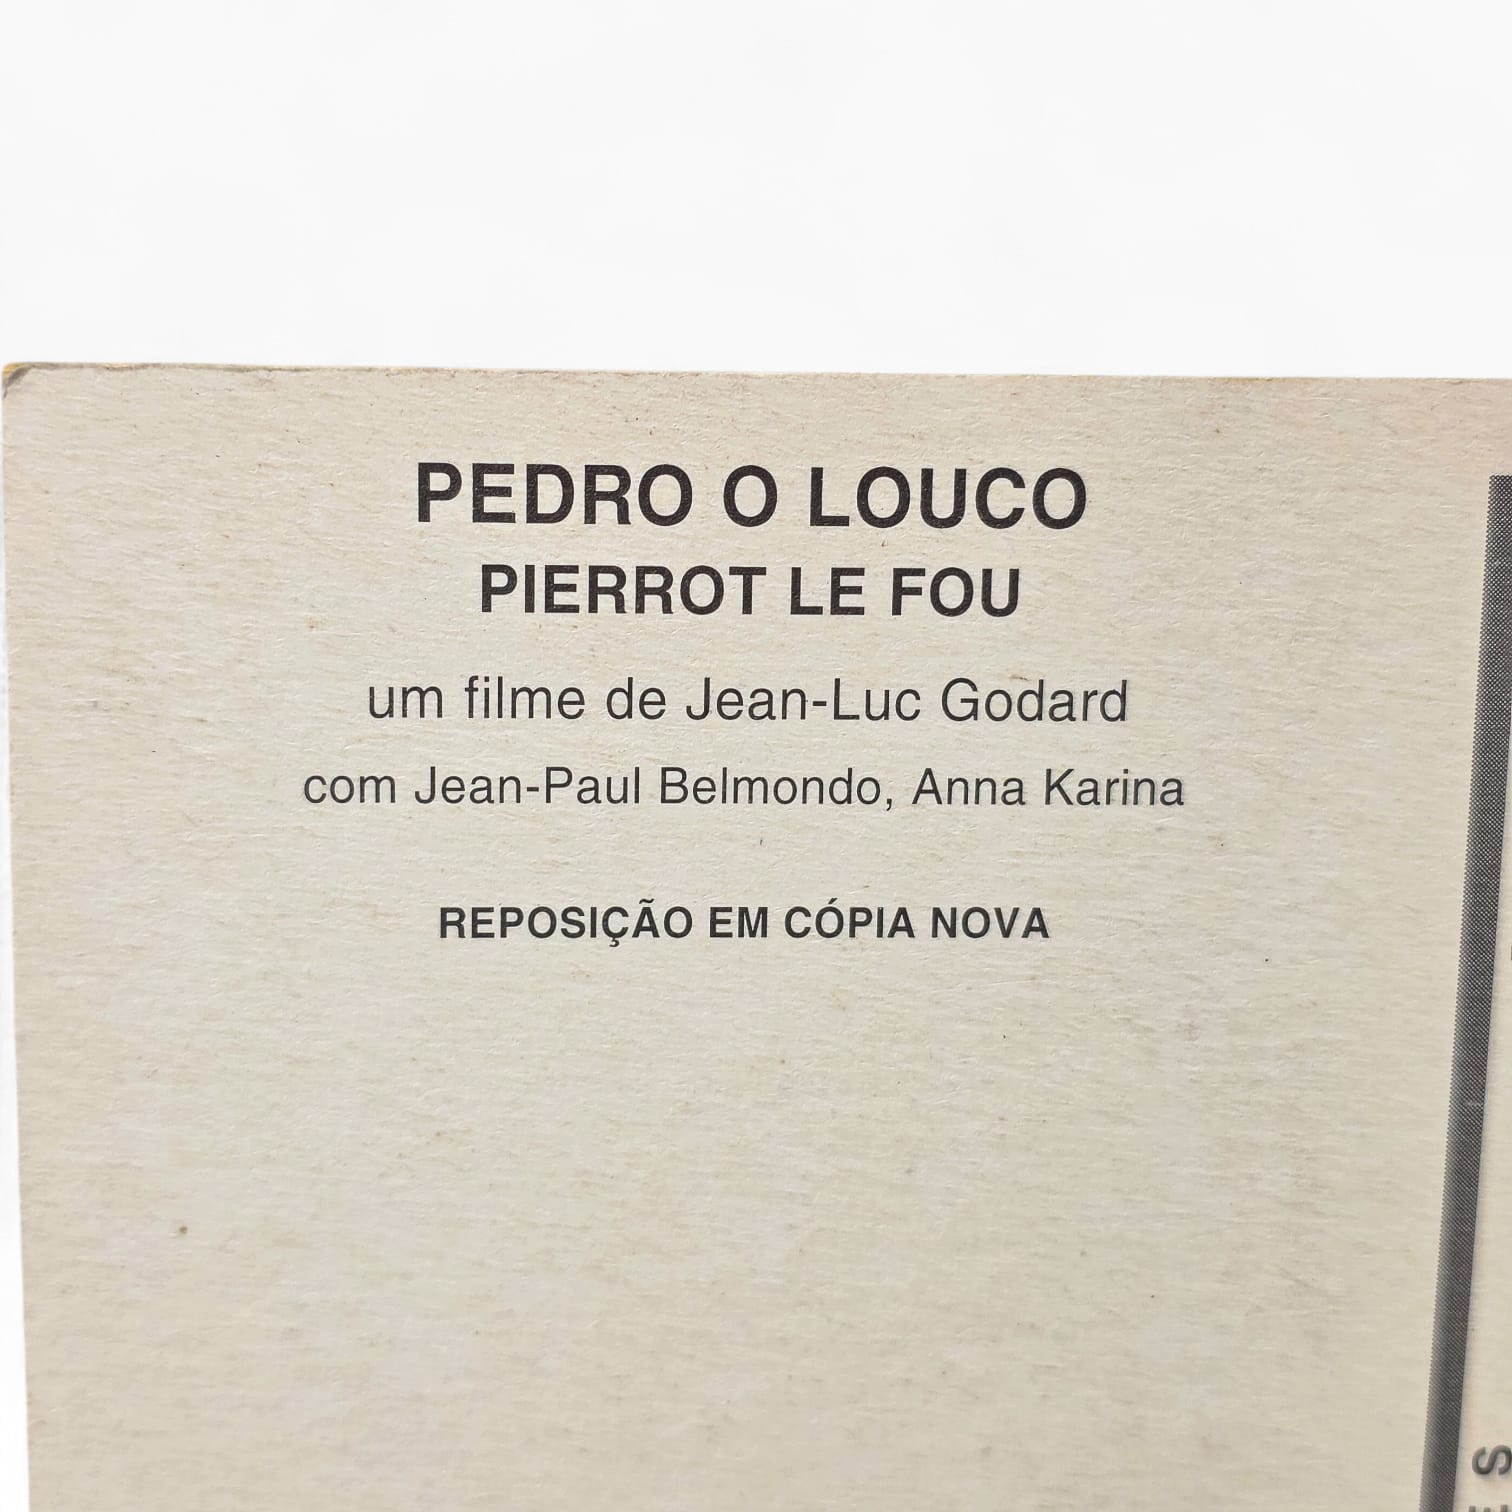 PEDRO O LOUCO
PIERROT LE FOU
um filme de Jean-Luc Godard
com Jean-Paul Belmondo, Anna Karina
REPOSIÇÃO EM CÓPIA NOVA